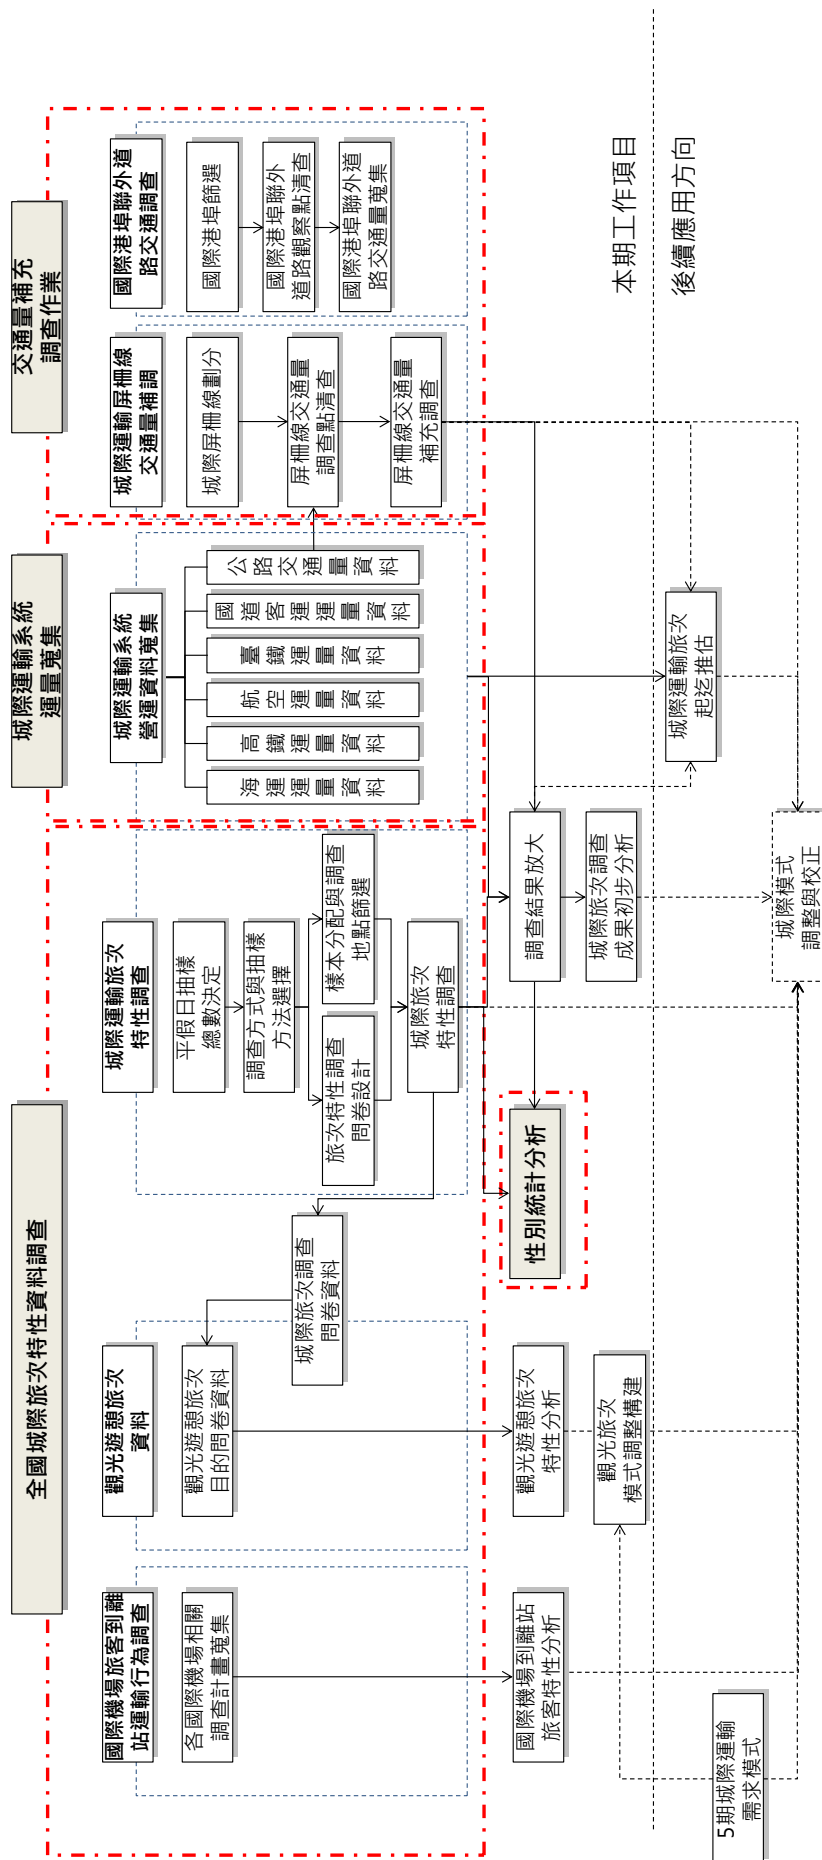 全國城際旅次特性資料調查
城際運輸系統
運量蒐集
交通量補充
調查作業
國際機場旅客到離
站運輸行為調查
各國際機場相關
調查計畫蒐集
國際機場到離站
旅客特性分析
觀光遊憩旅次
資料
觀光遊憩旅次
目的問卷資料
城際旅次調查
問卷資料
觀光遊憩旅次
特性分析
觀光旅次
模式調整構建
城際運輸旅次
特性調查
平假日抽樣
總數決定
調查方式與抽樣
方法選擇
旅次特性調查
問卷設計
樣本分配與調查
地點篩選
城際旅次
特性調查
性別統計分析
調查結果放大
城際旅次調查
成果初步分析
城際運輸系統
營運資料蒐集
海運運量資料
高鐵運量資料
航空運量資料
臺鐵運量資料
國道客運運量資料
公路交通量資料
城際運輸屏柵線
交通量補調
城際屏柵線劃分
屏柵線交通量
調查點清查
屏柵線交通量
補充調查
國際港埠聯外道
路交通調查
國際港埠篩選
國際港埠聯外
道路觀察點清查
國際港埠聯外道
路交通量蒐集
本期工作項目
後續應用方向
城際運輸旅次
起迄推估
城際模式
調整與校正
5期城際運輸
需求模式